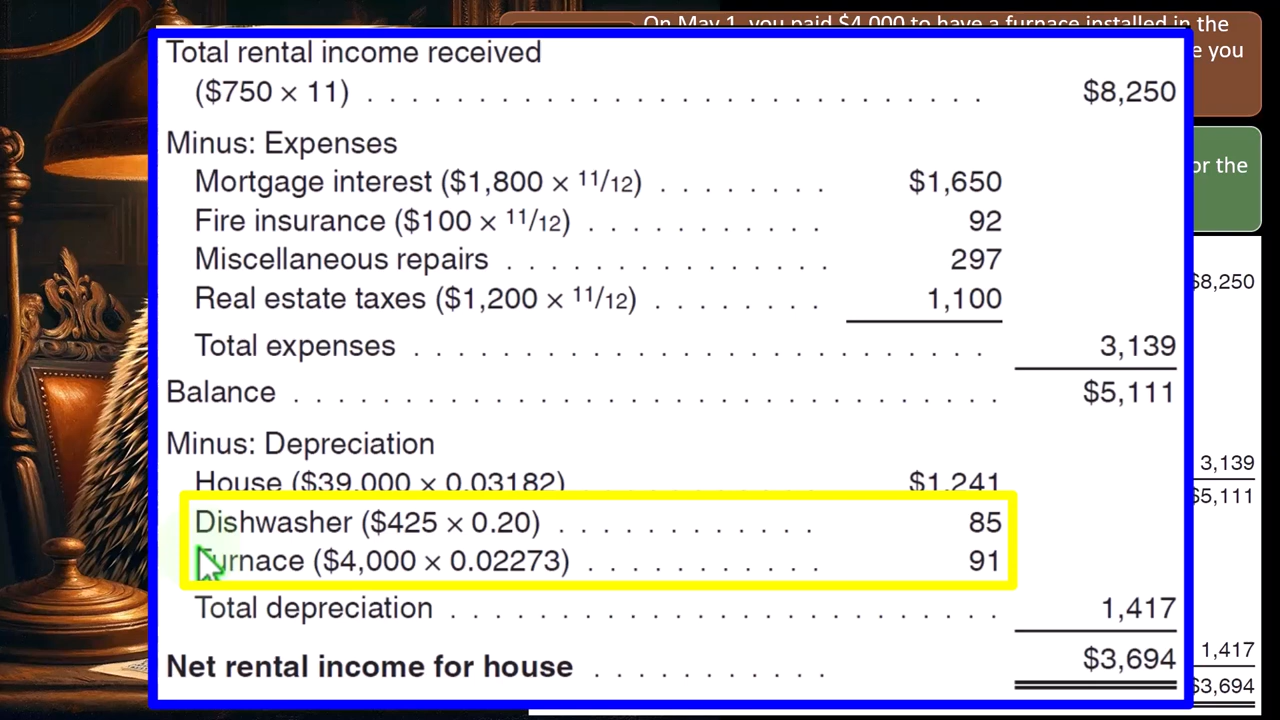 On May 1, you paid $4,000 to have a furnace installed in the
e you
or the
Total rental income received
($750 × 11) . . . . . . . . . . . . . . . . . . . . . . . . . . . . $8,250
Minus: Expenses
Mortgage interest ($1,800 × 11/12) . . . . . . . . $1,650
Fire insurance ($100 × 11/12) . . . . . . . . . . . 92
Miscellaneous repairs . . . . . . . . . . . . . . . 297
Real estate taxes ($1,200 × 11/12) . . . . . . . . 1,100
Total expenses . . . . . . . . . . . . . . . . . . . . . . . . . . 3,139
Balance . . . . . . . . . . . . . . . . . . . . . . . . . . . . . . . . $5,111
Minus: Depreciation
House ($39,000 × 0.03182) . . . . . . . . . . . $1,241
Dishwasher ($425 × 0.20) . . . . . . . . . . . . 85
Furnace ($4,000 × 0.02273) . . . . . . . . . . . 91
Total depreciation . . . . . . . . . . . . . . . . . . . . . . . . 1,417
Net rental income for house . . . . . . . . . . . $3,694
$8,250
3,139
$5,111
1,417
$3,694